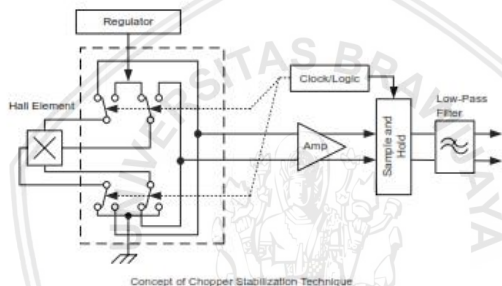 Regulator
Clock/Logic
Low-Pass
Filter
Hall Element
Amp
Sample and
Hold
Concept of Chopper Stabilization Technique